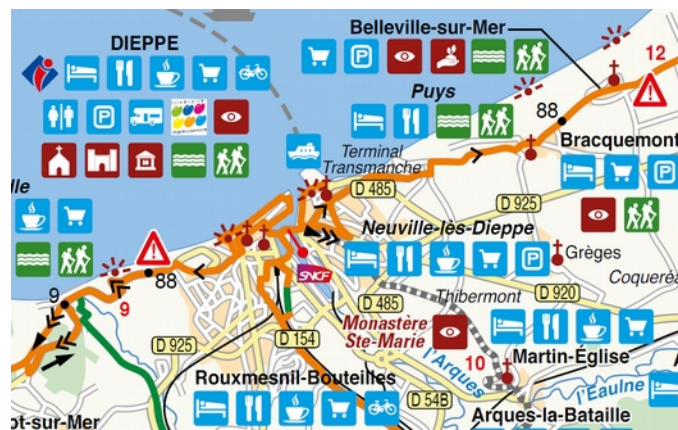 Belleville-sur-Mer
DIEPPE
12
P
Puys
88
P
Bracquemont
Terminal
Transmanche
P
lle
D 485
D 925
Neuville-lès-Dieppe
P
Grèges
SNCF
88
9
9
D 485
Thibermont
D 920
Coqueréa
D 925
D 154
Monastère
Ste-Marie
10
l'Arques
Martin-Église
Rouxmesnil-Bouteilles
l'Eaulne
D 54B
ot-sur-Mer
Arques-la-Bataille